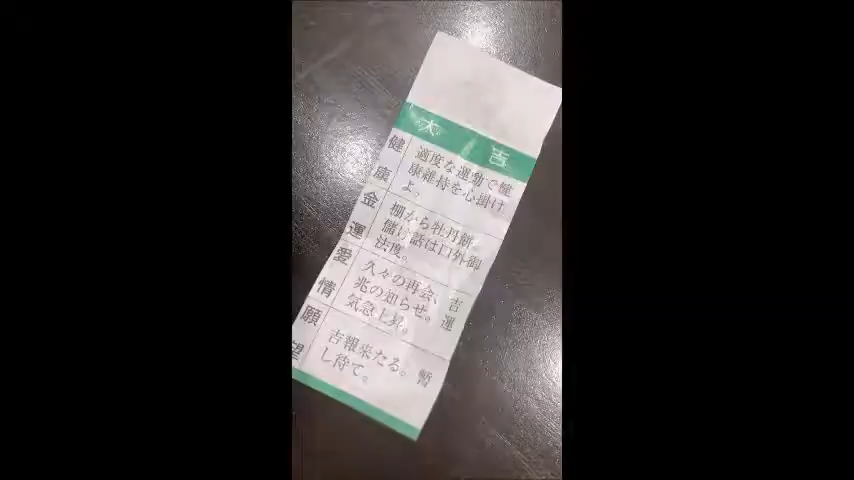 大吉
健康
適度な運動で健
康維持を心掛け
よ。
金運
棚から牡丹餅。
儲け話は口外御
法度。
愛情
久々の再会、吉
兆の知らせ。運
気急上昇。
願望
吉報来たる。暫
し待て。